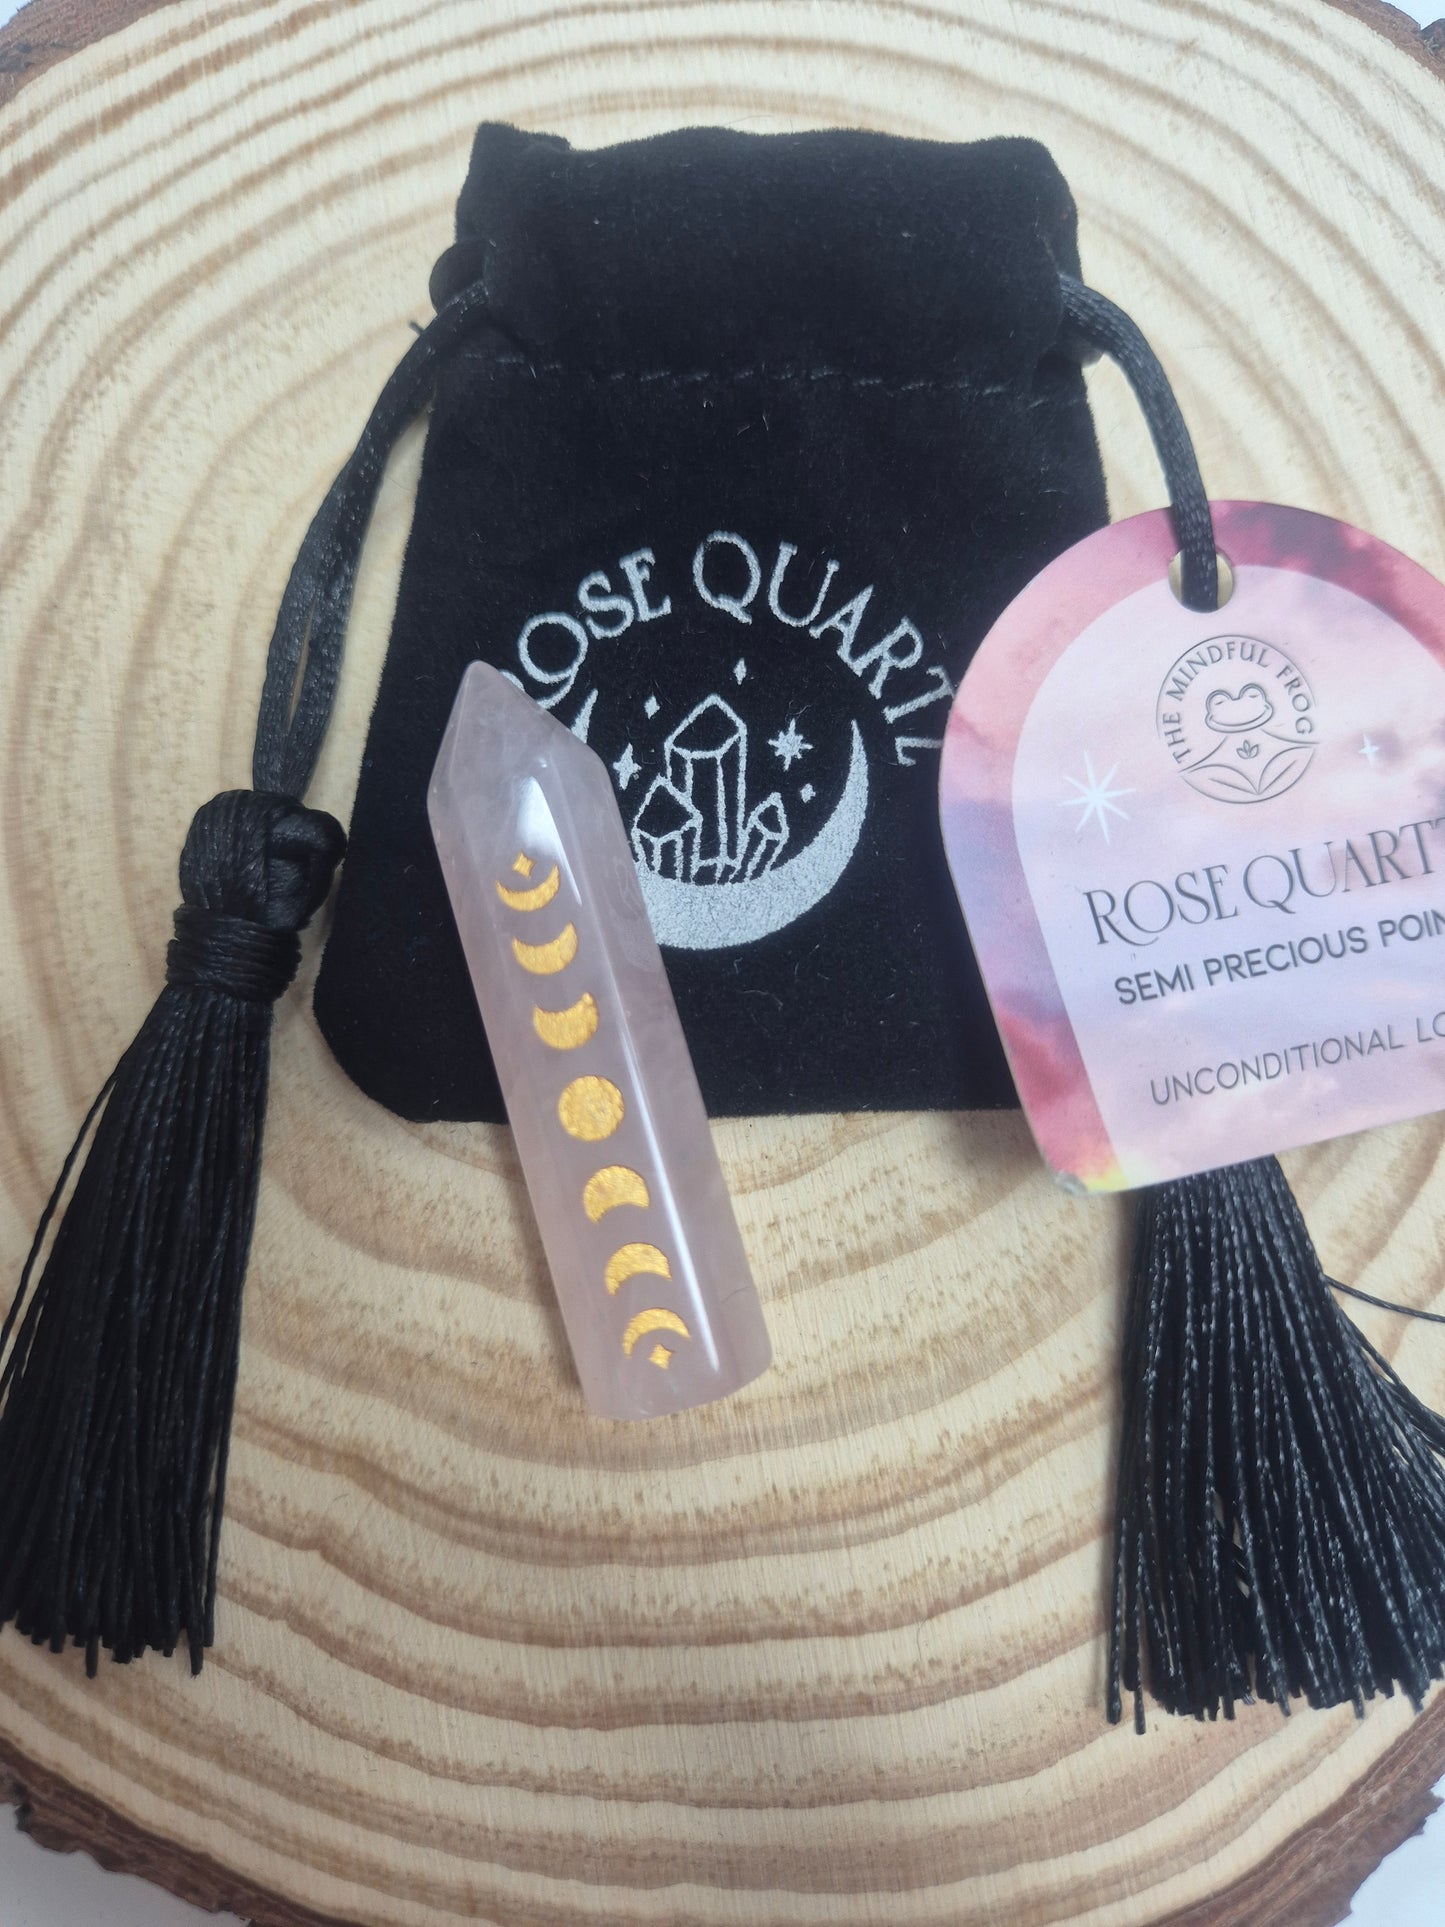 ROSE QUARTZ
THE MINDFUL FROG
ROSE QUARTZ
SEMI PRECIOUS POIN
UNCONDITIONAL LO